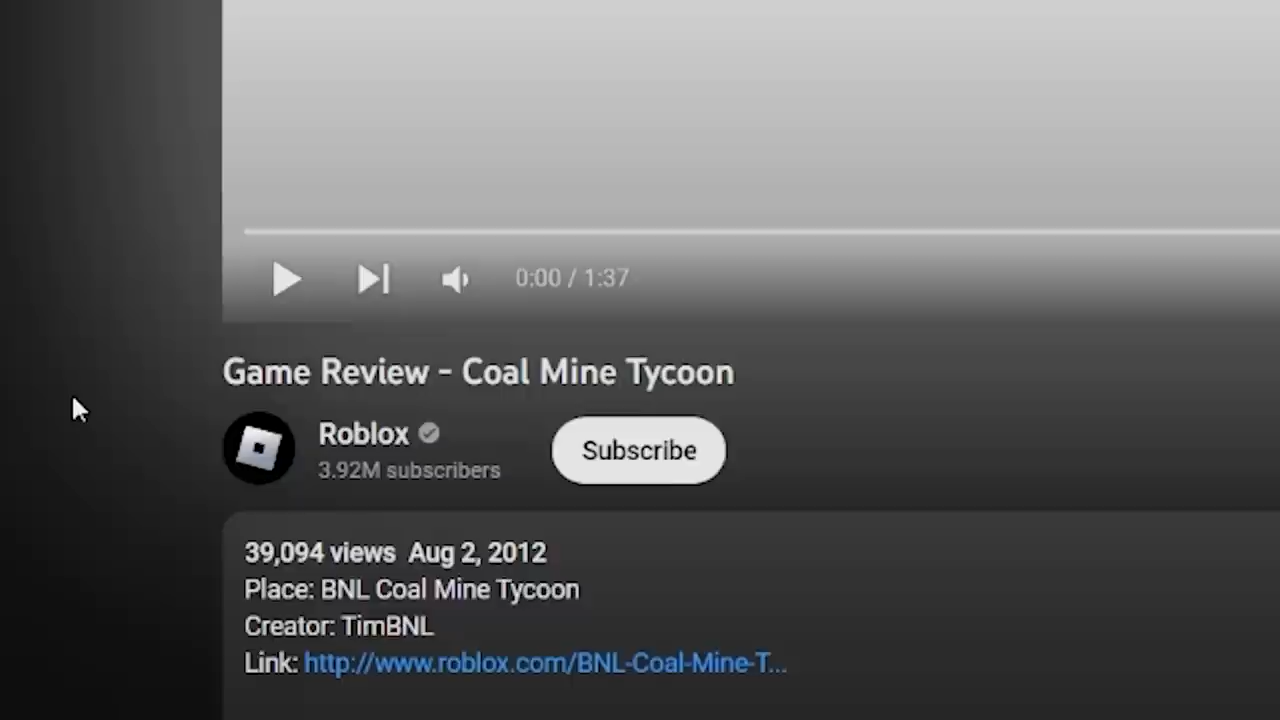 0:00 / 1:37
Game Review - Coal Mine Tycoon
Roblox
3.92M subscribers
Subscribe
39,094 views Aug 2, 2012
Place: BNL Coal Mine Tycoon
Creator: TimBNL
Link: http://www.roblox.com/BNL-Coal-Mine-T...